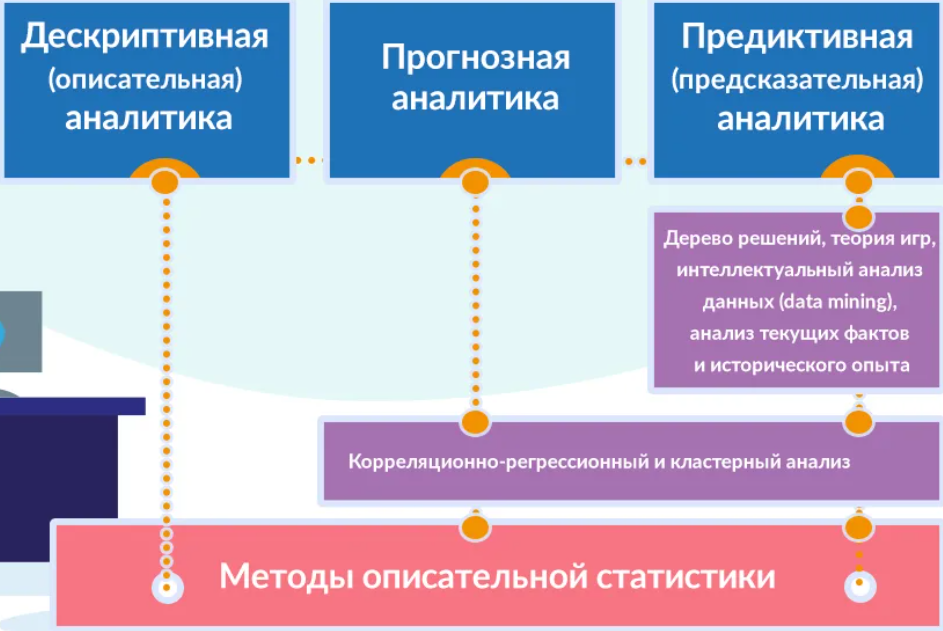 Дескриптивная
(описательная)
аналитика
Прогнозная
аналитика
Предиктивная
(предсказательная)
аналитика
Дерево решений, теория игр,
интеллектуальный анализ
данных (data mining),
анализ текущих фактов
и исторического опыта
Корреляционно-регрессионный и кластерный анализ
Методы описательной статистики